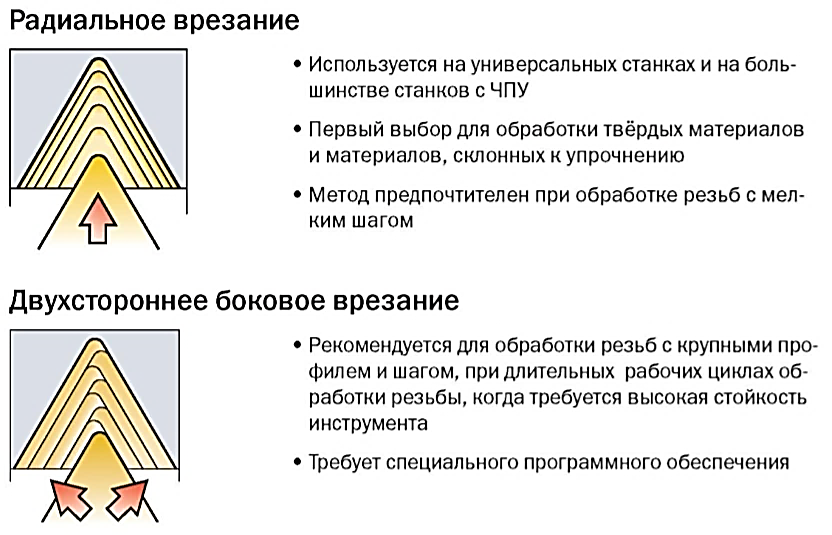 Радиальное врезание
• Используется на универсальных станках и на боль-
шинстве станков с ЧПУ
• Первый выбор для обработки твёрдых материалов
и материалов, склонных к упрочнению
• Метод предпочтителен при обработке резьб с мел-
ким шагом
Двухстороннее боковое врезание
• Рекомендуется для обработки резьб с крупными про-
филем и шагом, при длительных рабочих циклах об-
работки резьбы, когда требуется высокая стойкость
инструмента
• Требует специального программного обеспечения